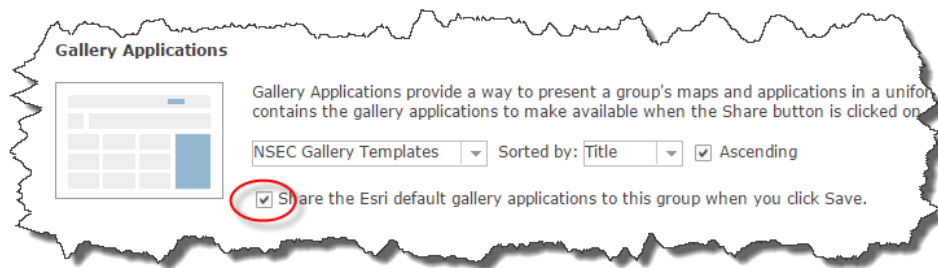 Gallery Applications
Gallery Applications provide a way to present a group's maps and applications in a
contains the gallery applications to make available when the Share button is clicked on
NSEC Gallery Templates Sorted by: Title Ascending
Share the Esri default gallery applications to this group when you click Save.